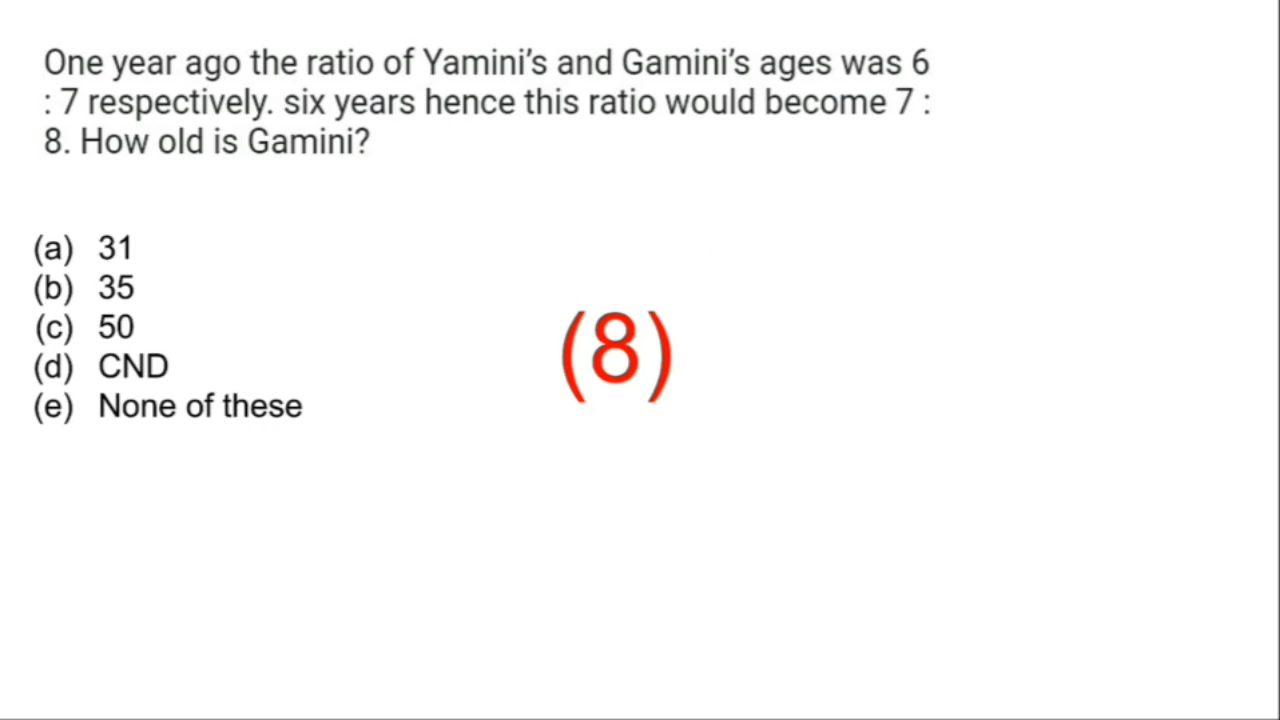 One year ago the ratio of Yamini’s and Gamini’s ages was 6
: 7 respectively. six years hence this ratio would become 7 :
8. How old is Gamini?
(a) 31
(b) 35
(c) 50
(d) CND
(e) None of these
(8)